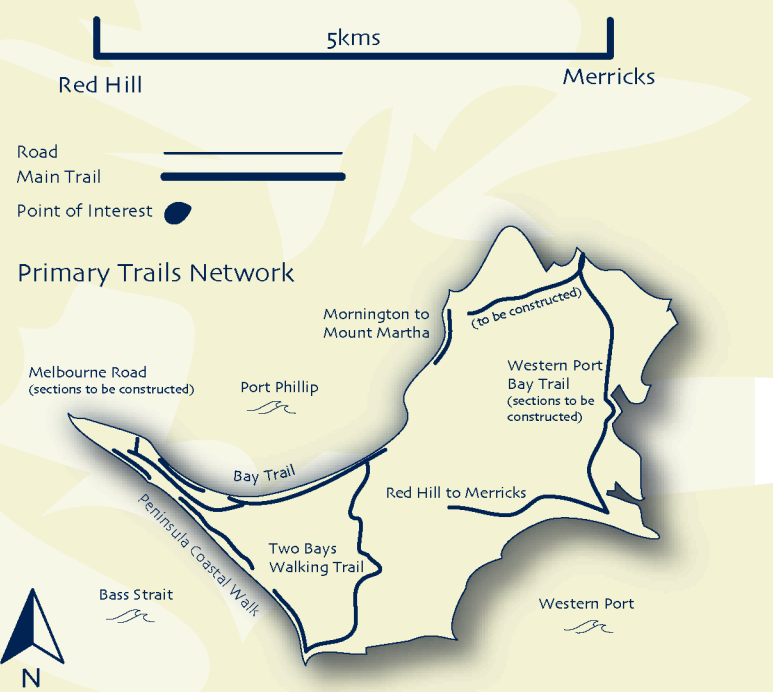 5kms
Red Hill
Merricks
Road
Main Trail
Point of Interest
Primary Trails Network
Mornington to
Mount Martha
(to be constructed)
Melbourne Road
(sections to be constructed)
Port Phillip
Western Port
Bay Trail
(sections to be
constructed)
Bay Trail
Red Hill to Merricks
Peninsula Coastal Walk
Two Bays
Walking Trail
Bass Strait
Western Port
N